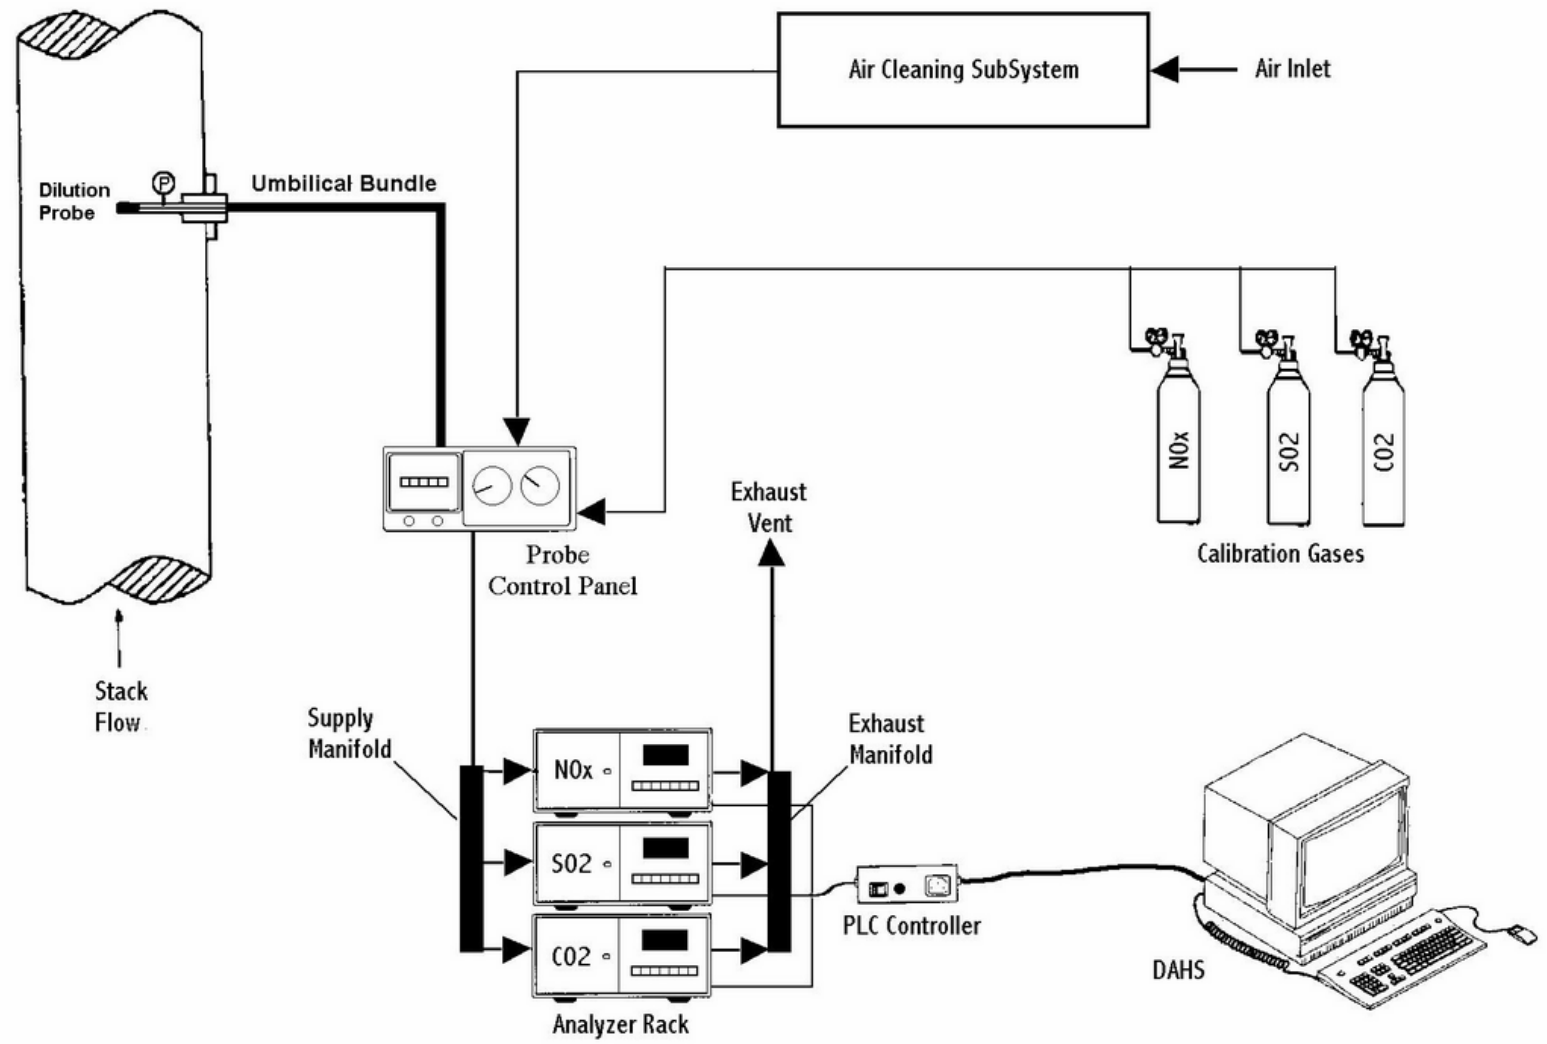 Air Cleaning SubSystem
Air Inlet
Dilution
Probe
P
Umbilical Bundle
NOx
SO2
CO2
Calibration Gases
Exhaust
Vent
Probe
Control Panel
Stack
Flow
Supply
Manifold
Exhaust
Manifold
NOx
SO2
CO2
Analyzer Rack
PLC Controller
DAHS